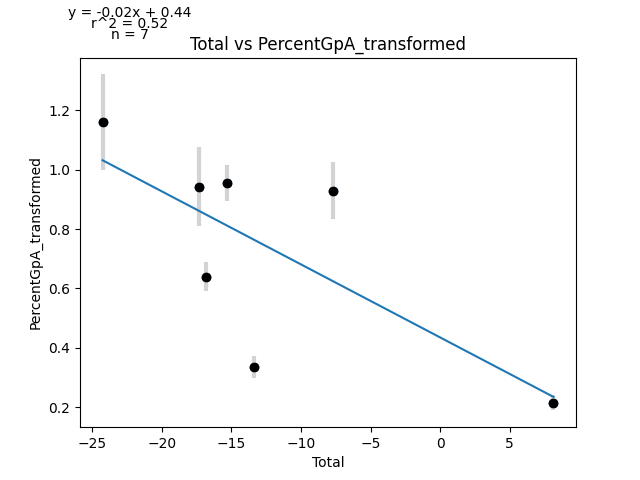 y = -0.02x + 0.44
r^2 = 0.52
n = 7
Total vs PercentGpA_transformed
PercentGpA_transformed
1.2
1.0
0.8
0.6
0.4
0.2
−25
−20
−15
−10
−5
0
5
Total